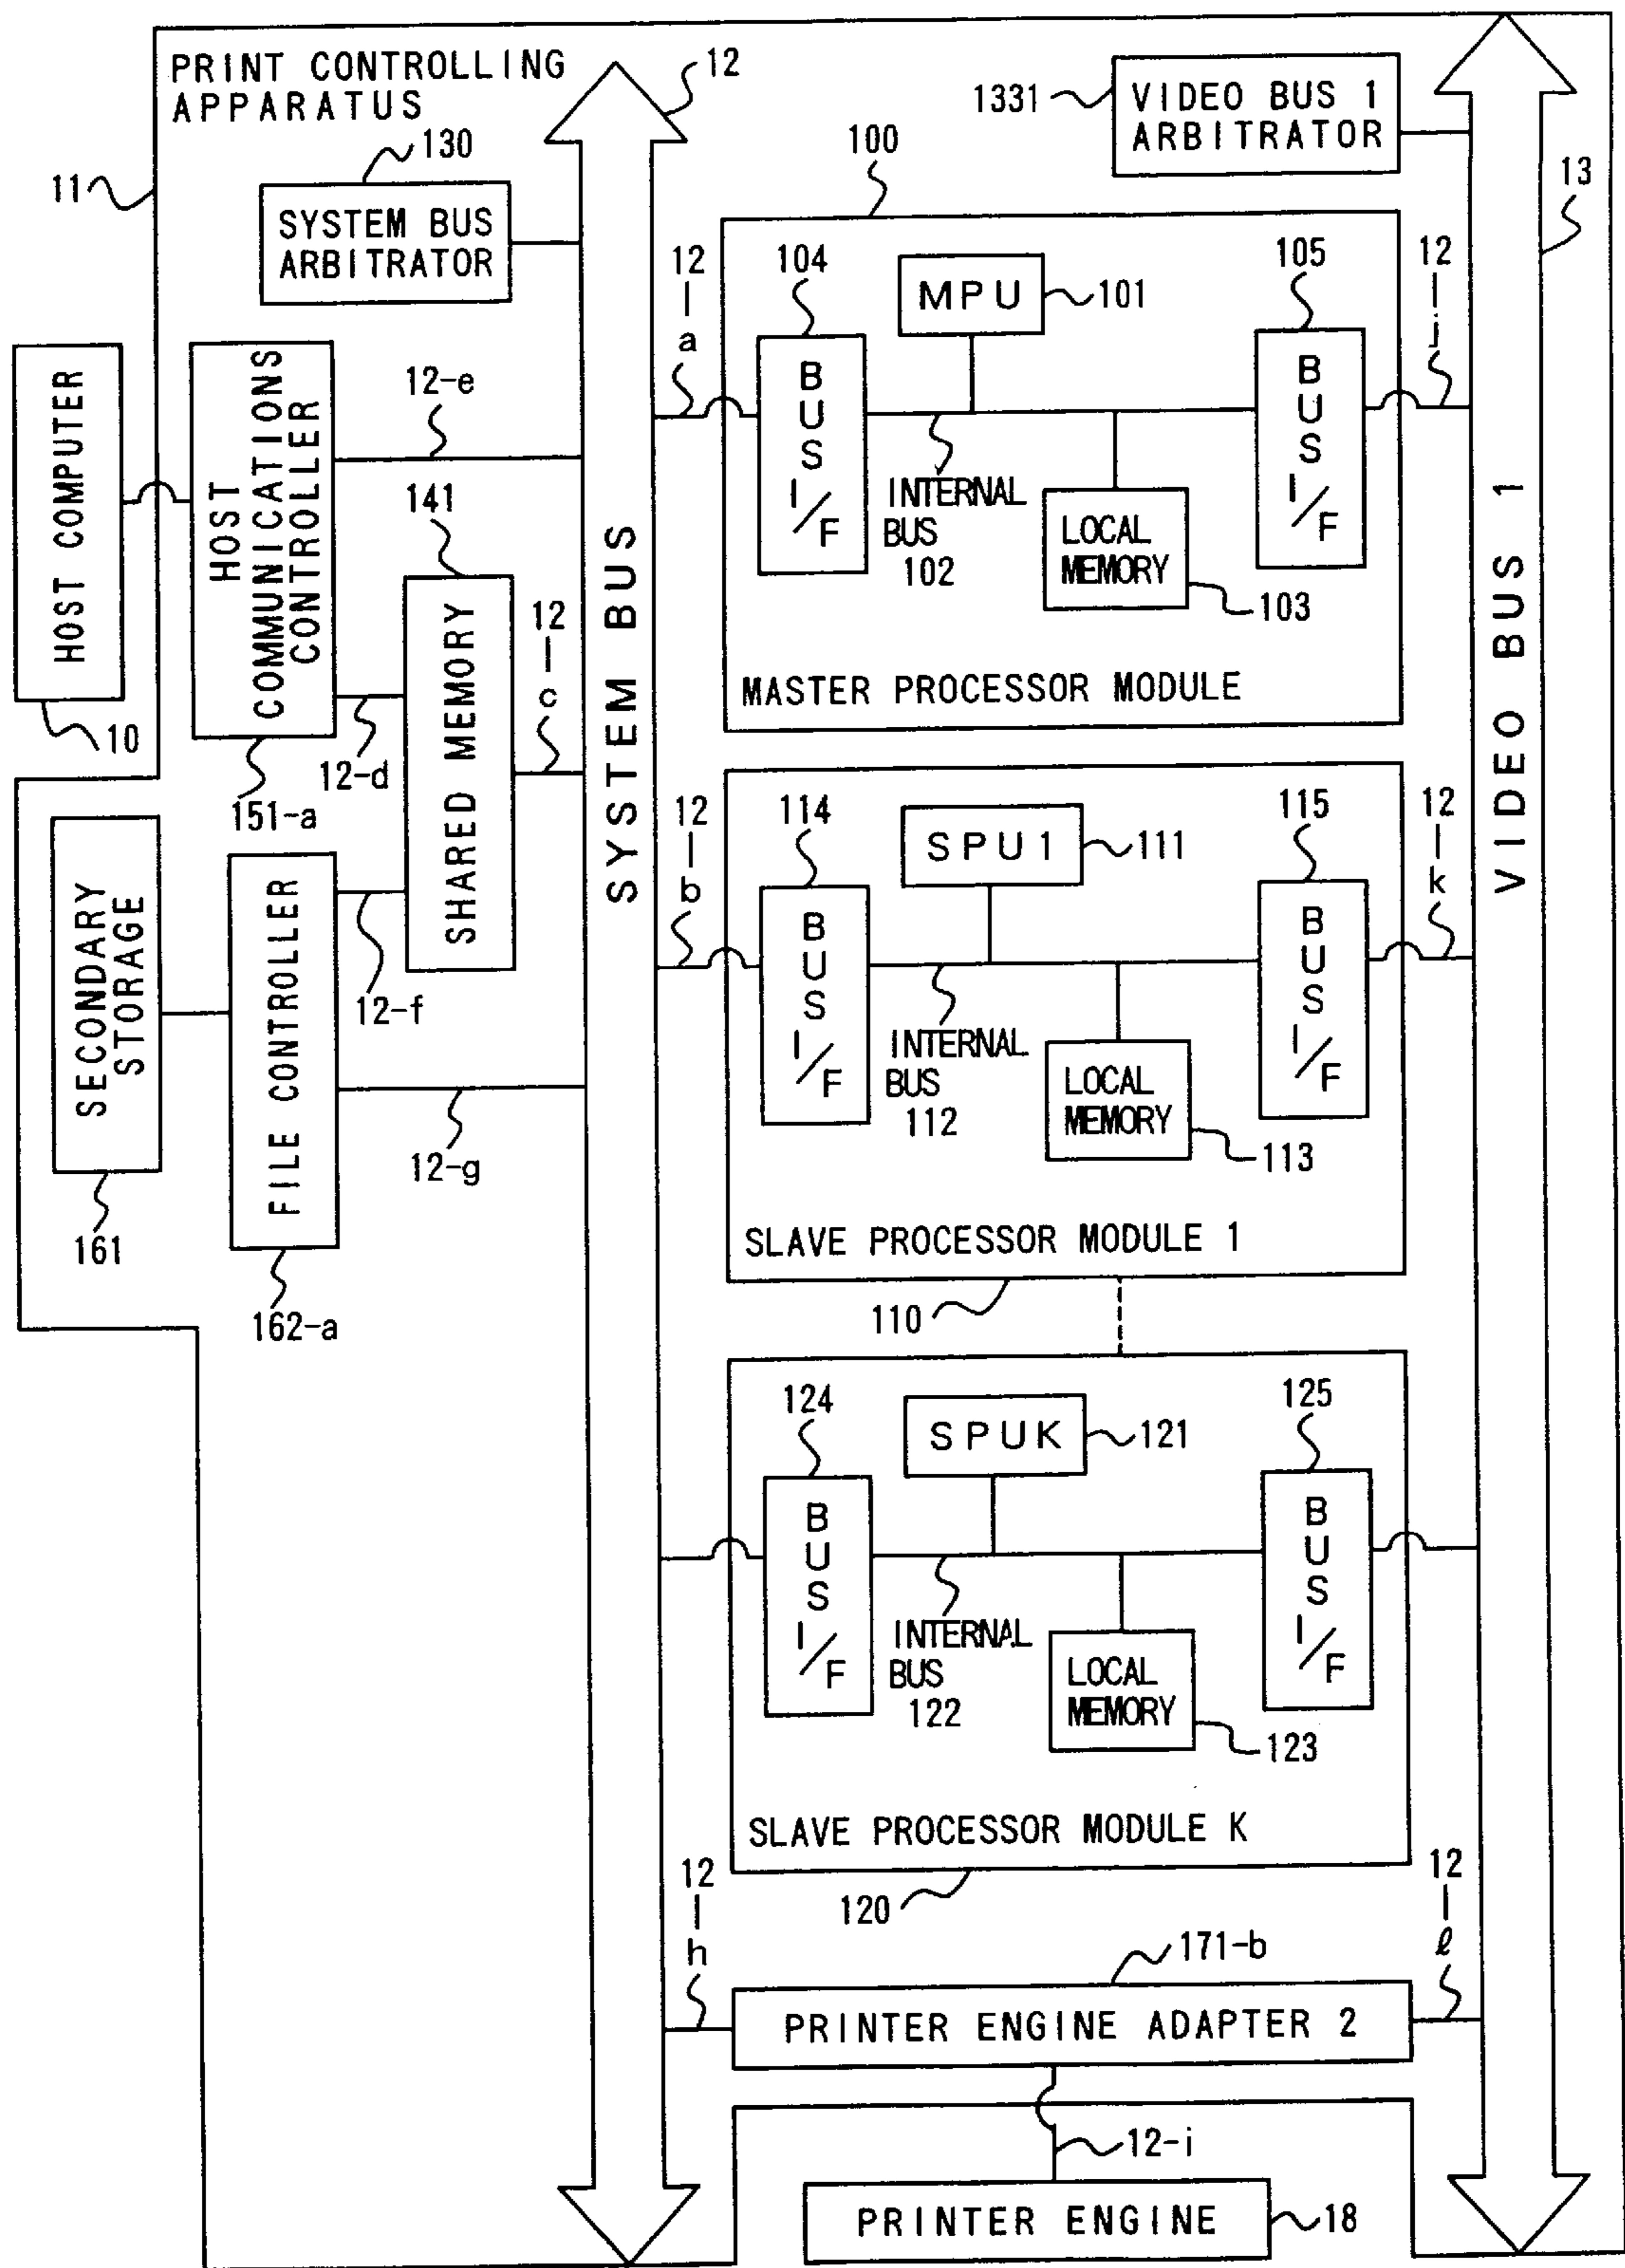 PRINT CONTROLLING
APPARATUS
12
130
SYSTEM BUS
ARBITRATOR
11
1331
VIDEO BUS 1
ARBITRATOR
13
100
HOST COMPUTER
10
HOST
COMMUNICATIONS
CONTROLLER
151-a
12-e
12-d
141
SHARED MEMORY
12-c
SYSTEM BUS
12-a
104
BUS I/F
MPU
101
105
BUS I/F
12-j
INTERNAL
BUS
102
LOCAL
MEMORY
103
MASTER PROCESSOR MODULE
VIDEO BUS 1
SECONDARY
STORAGE
161
FILE CONTROLLER
162-a
12-f
12-g
12-b
114
BUS I/F
SPU1
111
115
BUS I/F
12-k
INTERNAL
BUS
112
LOCAL
MEMORY
113
SLAVE PROCESSOR MODULE 1
110
124
BUS I/F
SPUK
121
125
BUS I/F
INTERNAL
BUS
122
LOCAL
MEMORY
123
SLAVE PROCESSOR MODULE K
120
12-h
171-b
12-ℓ
PRINTER ENGINE ADAPTER 2
12-i
PRINTER ENGINE
18